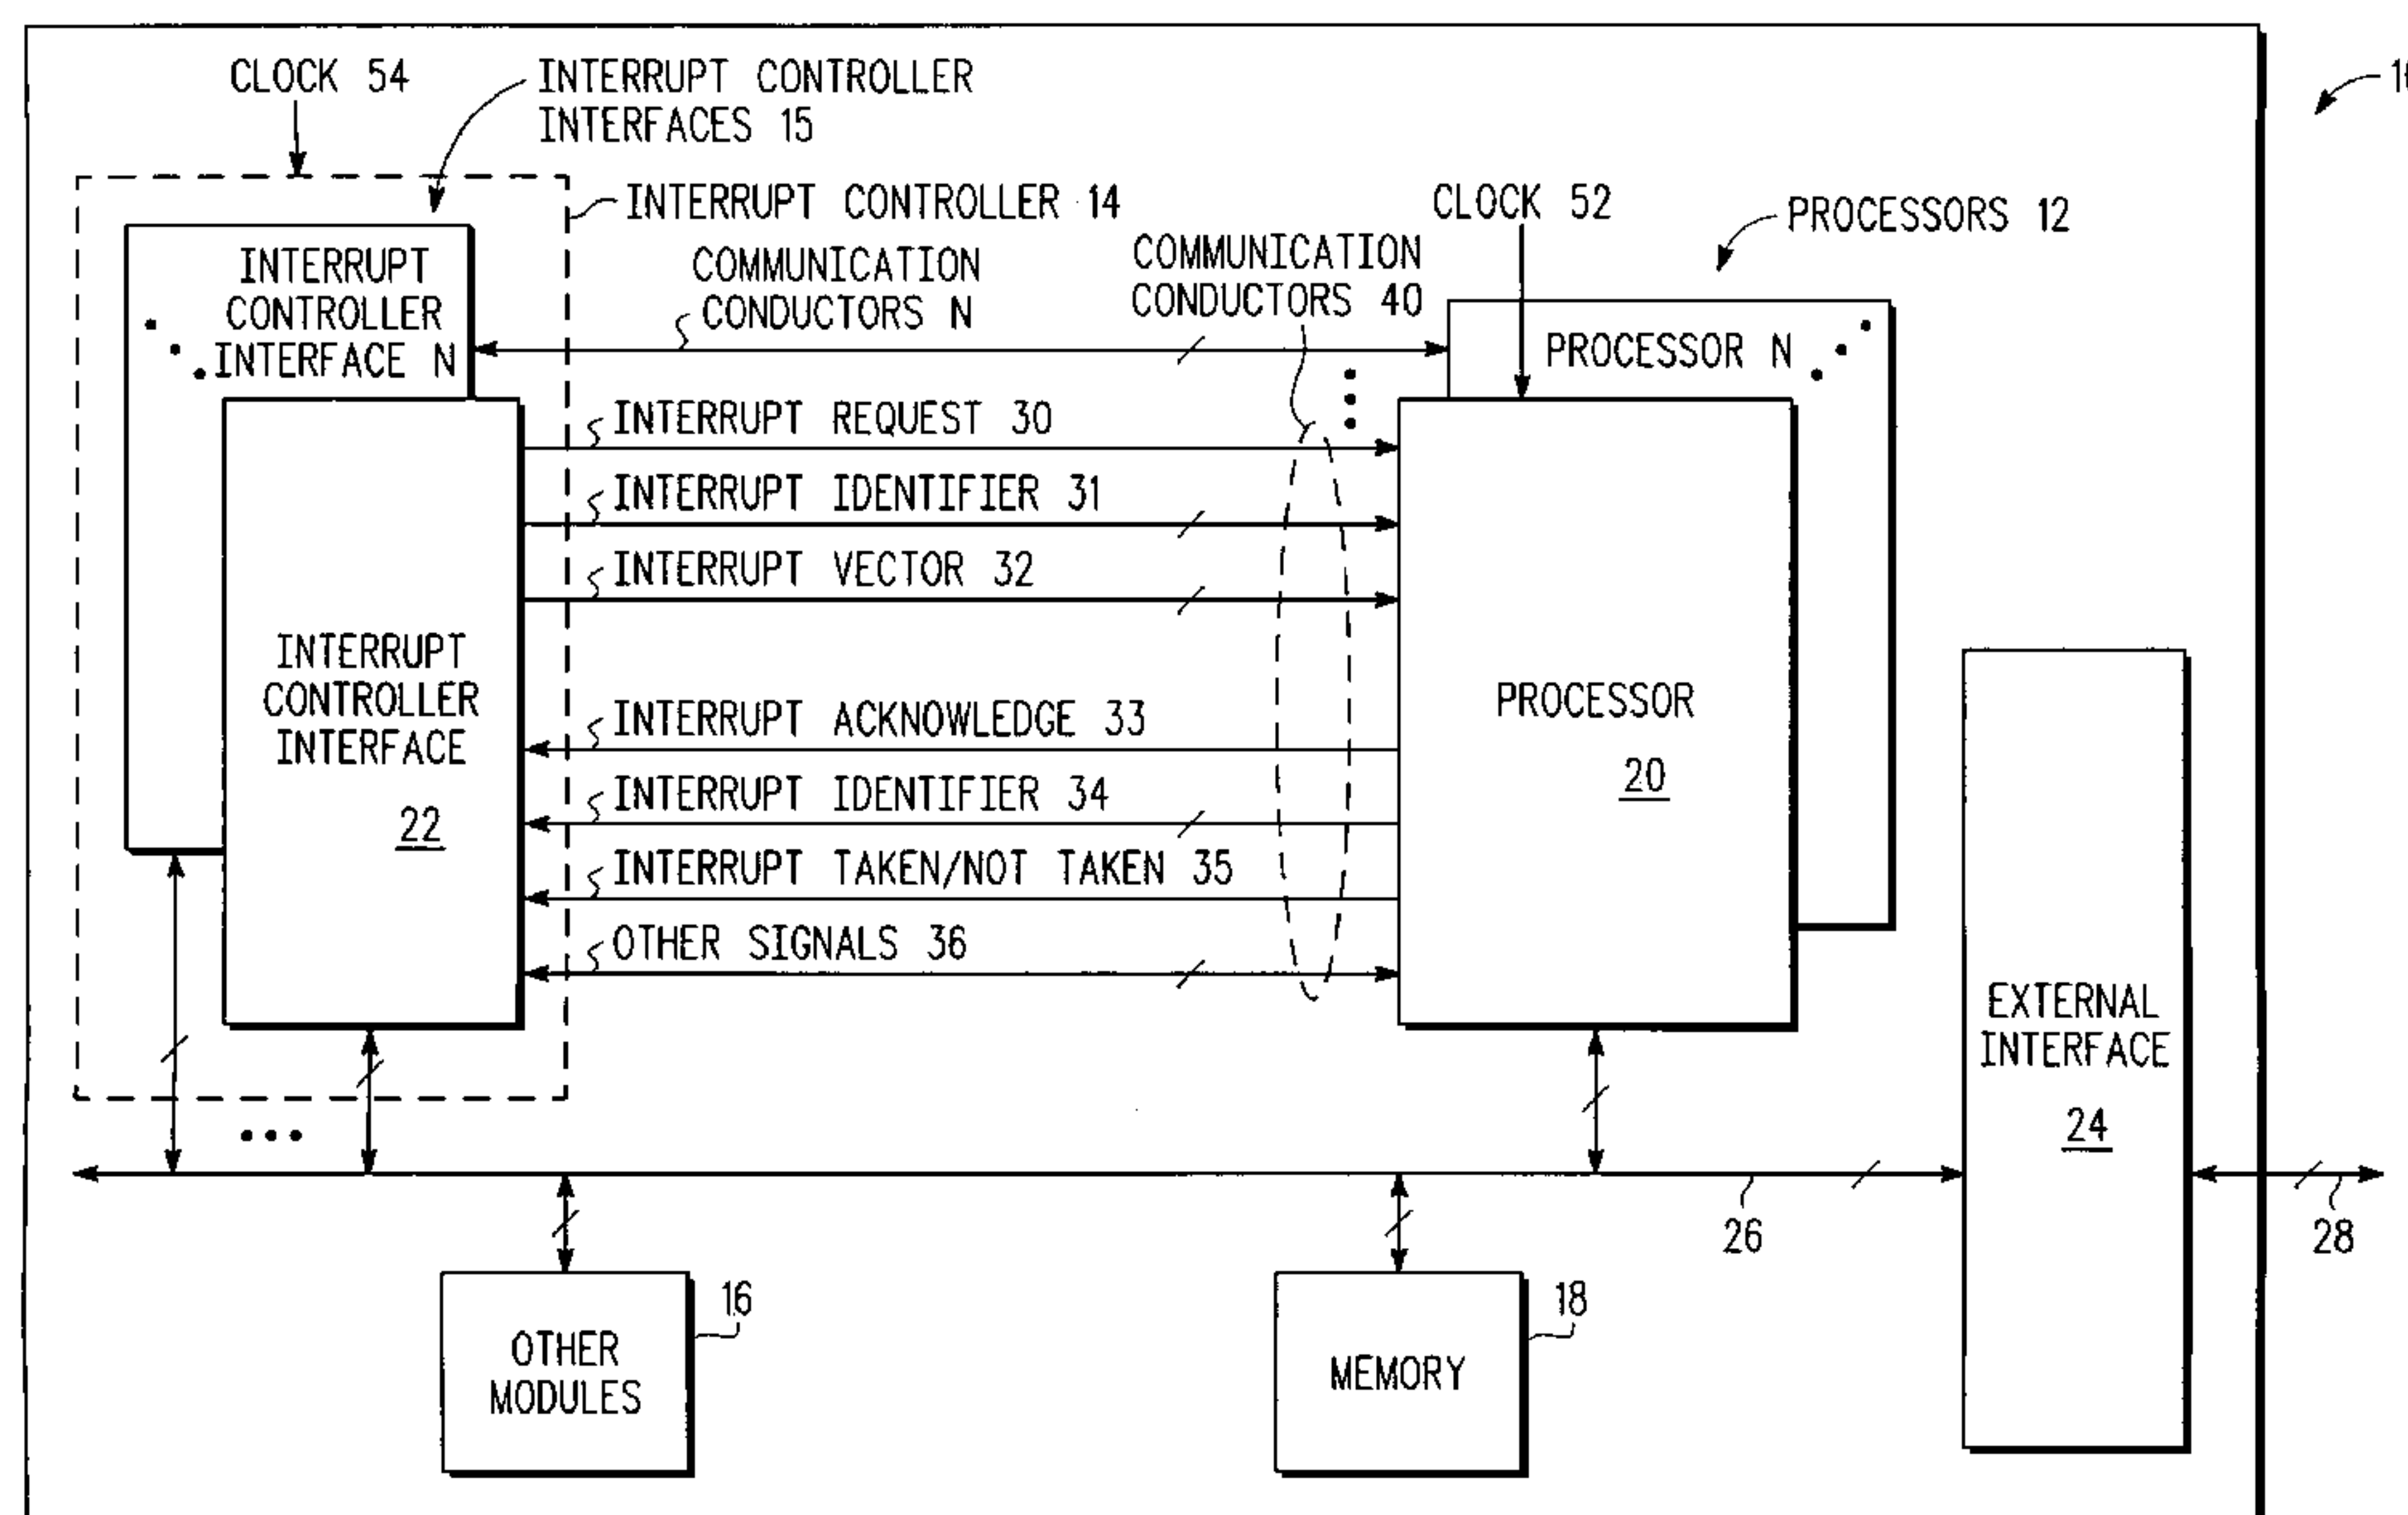 CLOCK 54
INTERRUPT CONTROLLER
INTERFACES 15
INTERRUPT CONTROLLER 14
CLOCK 52
PROCESSORS 12
INTERRUPT
CONTROLLER
INTERFACE N
COMMUNICATION
CONDUCTORS N
COMMUNICATION
CONDUCTORS 40
PROCESSOR N
INTERRUPT REQUEST 30
INTERRUPT IDENTIFIER 31
INTERRUPT VECTOR 32
INTERRUPT
CONTROLLER
INTERFACE
22
INTERRUPT ACKNOWLEDGE 33
INTERRUPT IDENTIFIER 34
INTERRUPT TAKEN/NOT TAKEN 35
OTHER SIGNALS 36
PROCESSOR
20
EXTERNAL
INTERFACE
24
26
28
OTHER
MODULES
16
MEMORY
18